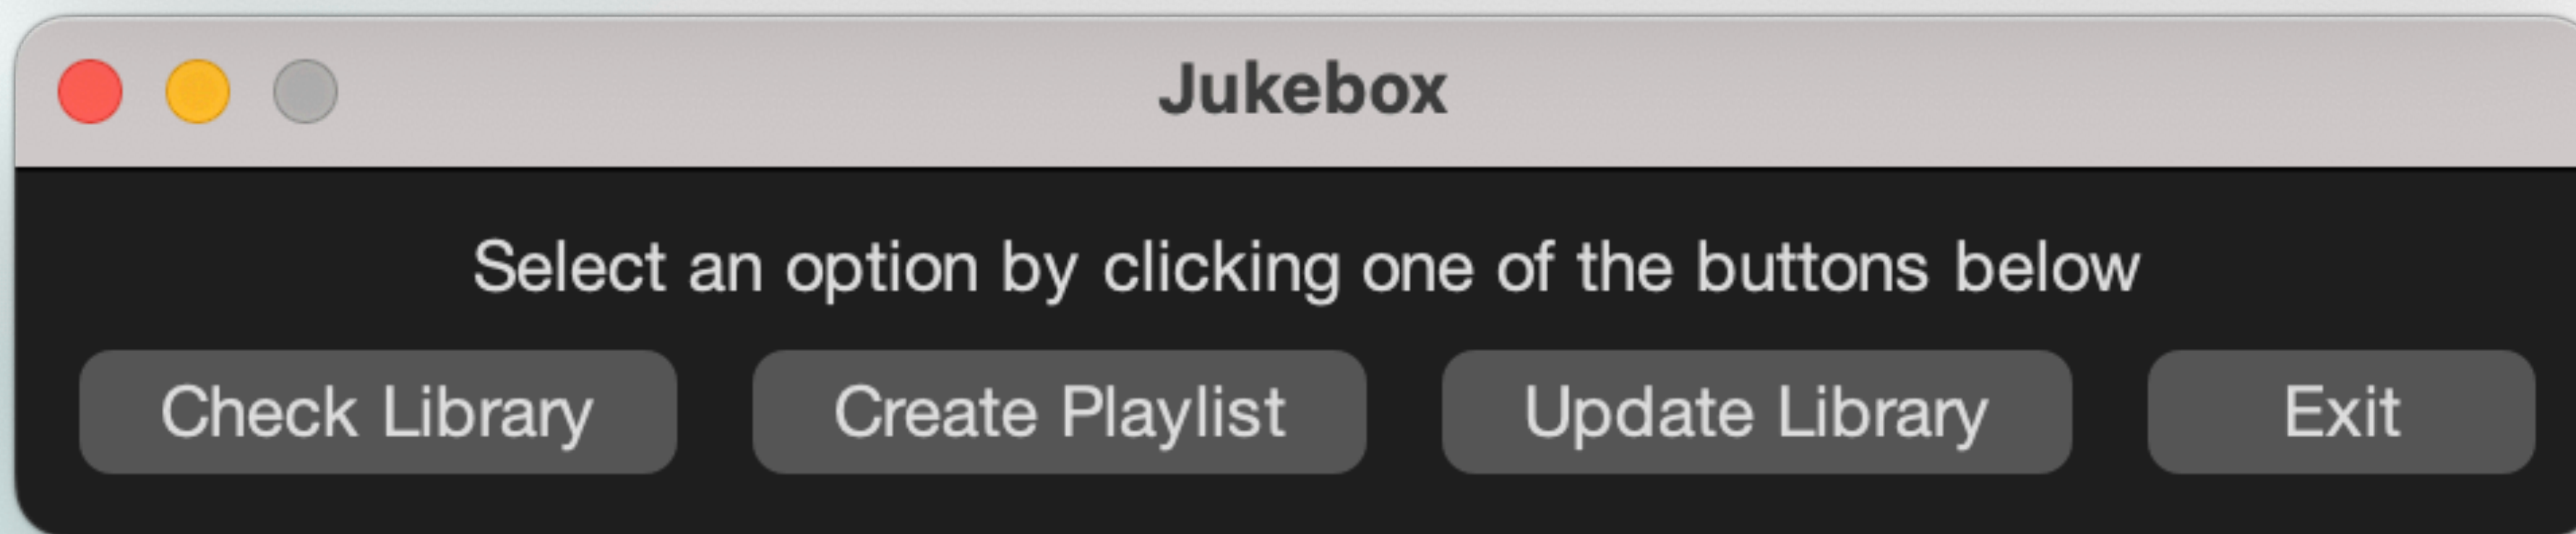 Jukebox
Select an option by clicking one of the buttons below
Check Library Create Playlist Update Library Exit